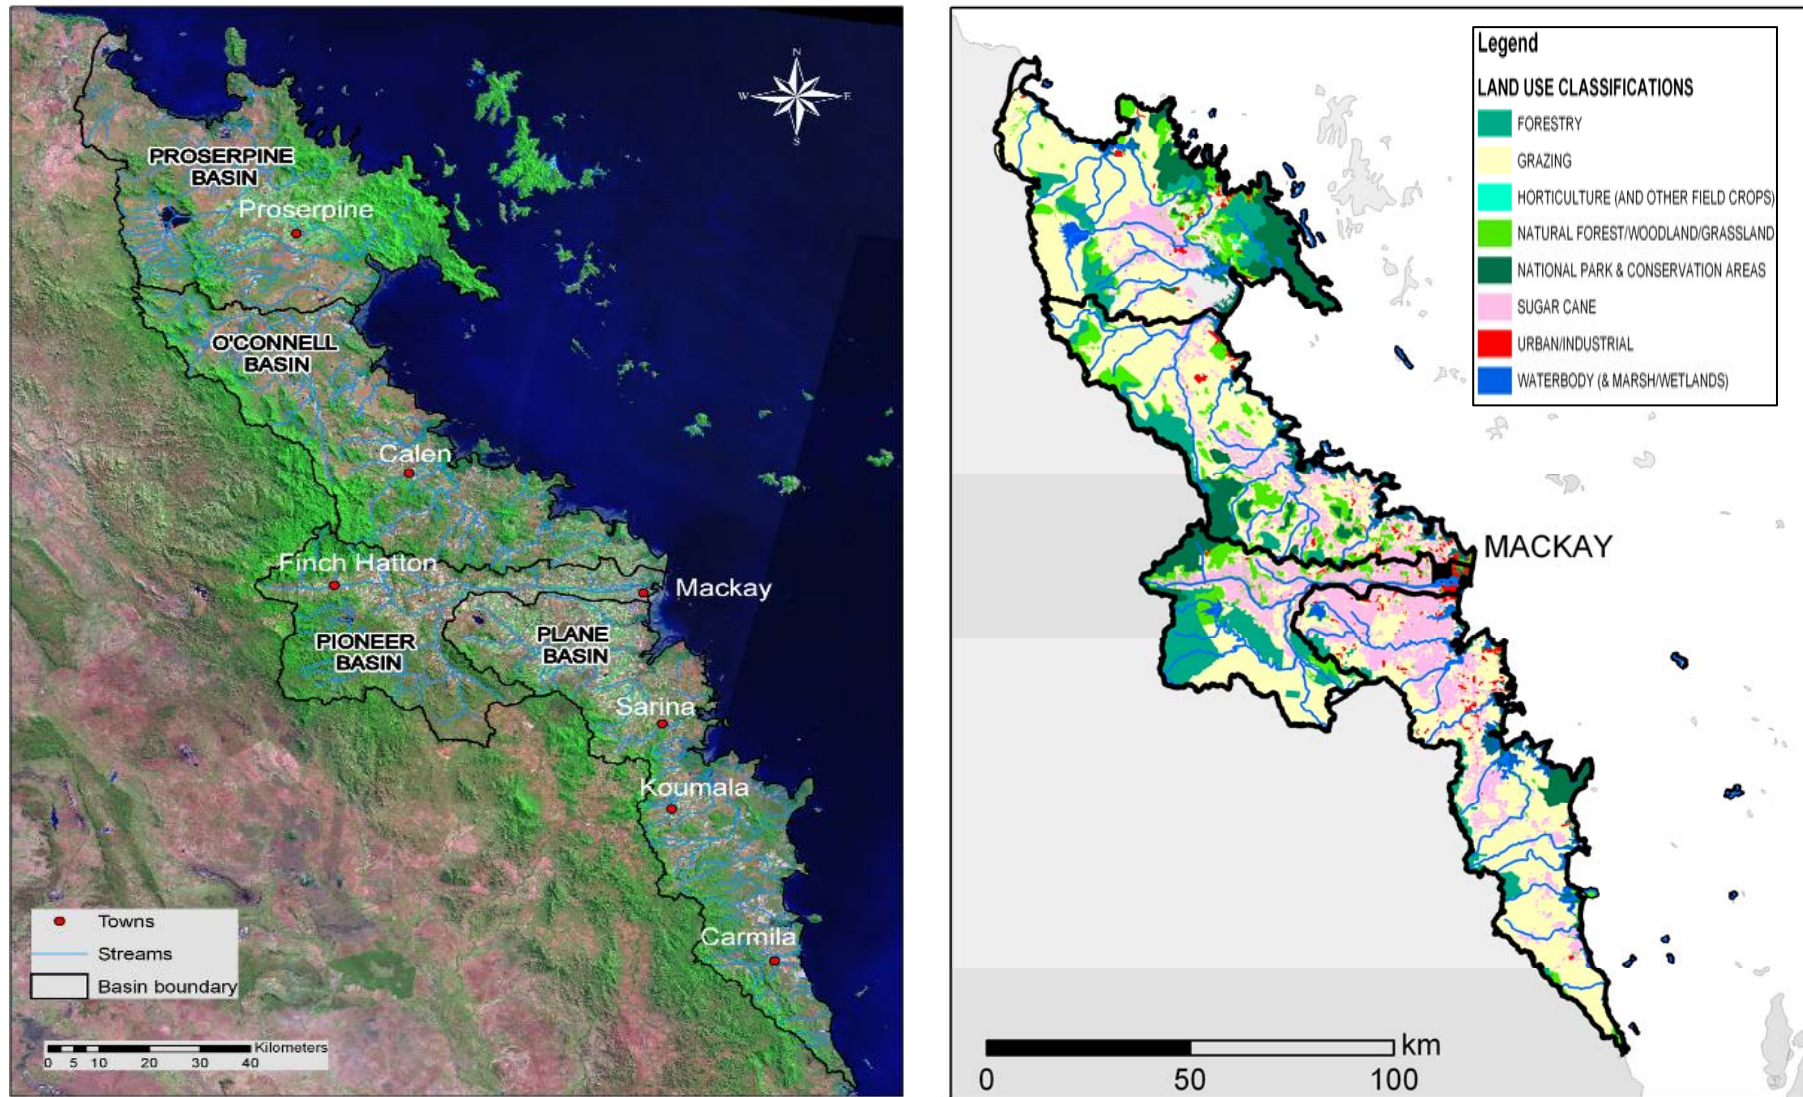 N
W
E
S
PROSERPINE
BASIN
Proserpine
O'CONNELL
BASIN
Calen
Finch Hatton
Mackay
PIONEER
BASIN
PLANE
BASIN
Sarina
Koumala
Carmila
Towns
Streams
Basin boundary
Kilometers
0 5 10 20 30 40
Legend
LAND USE CLASSIFICATIONS
FORESTRY
GRAZING
HORTICULTURE (AND OTHER FIELD CROPS)
NATURAL FOREST/WOODLAND/GRASSLAND
NATIONAL PARK & CONSERVATION AREAS
SUGAR CANE
URBAN/INDUSTRIAL
WATERBODY (& MARSH/WETLANDS)
MACKAY
km
0 50 100